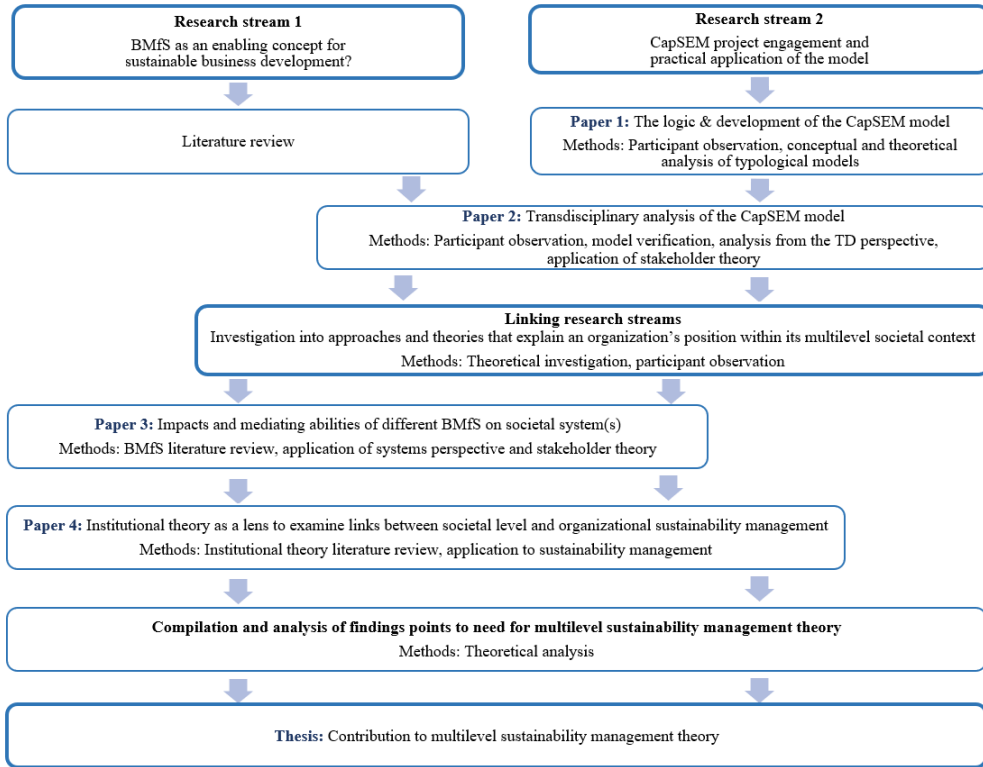 Research stream 1
BMfS as an enabling concept for
sustainable business development?
Research stream 2
CapSEM project engagement and
practical application of the model
Literature review
Paper 1: The logic & development of the CapSEM model
Methods: Participant observation, conceptual and theoretical
analysis of typological models
Paper 2: Transdisciplinary analysis of the CapSEM model
Methods: Participant observation, model verification, analysis from the TD perspective,
application of stakeholder theory
Linking research streams
Investigation into approaches and theories that explain an organization's position within its multilevel societal context
Methods: Theoretical investigation, participant observation
Paper 3: Impacts and mediating abilities of different BMfS on societal system(s)
Methods: BMfS literature review, application of systems perspective and stakeholder theory
Paper 4: Institutional theory as a lens to examine links between societal level and organizational sustainability management
Methods: Institutional theory literature review, application to sustainability management
Compilation and analysis of findings points to need for multilevel sustainability management theory
Methods: Theoretical analysis
Thesis: Contribution to multilevel sustainability management theory